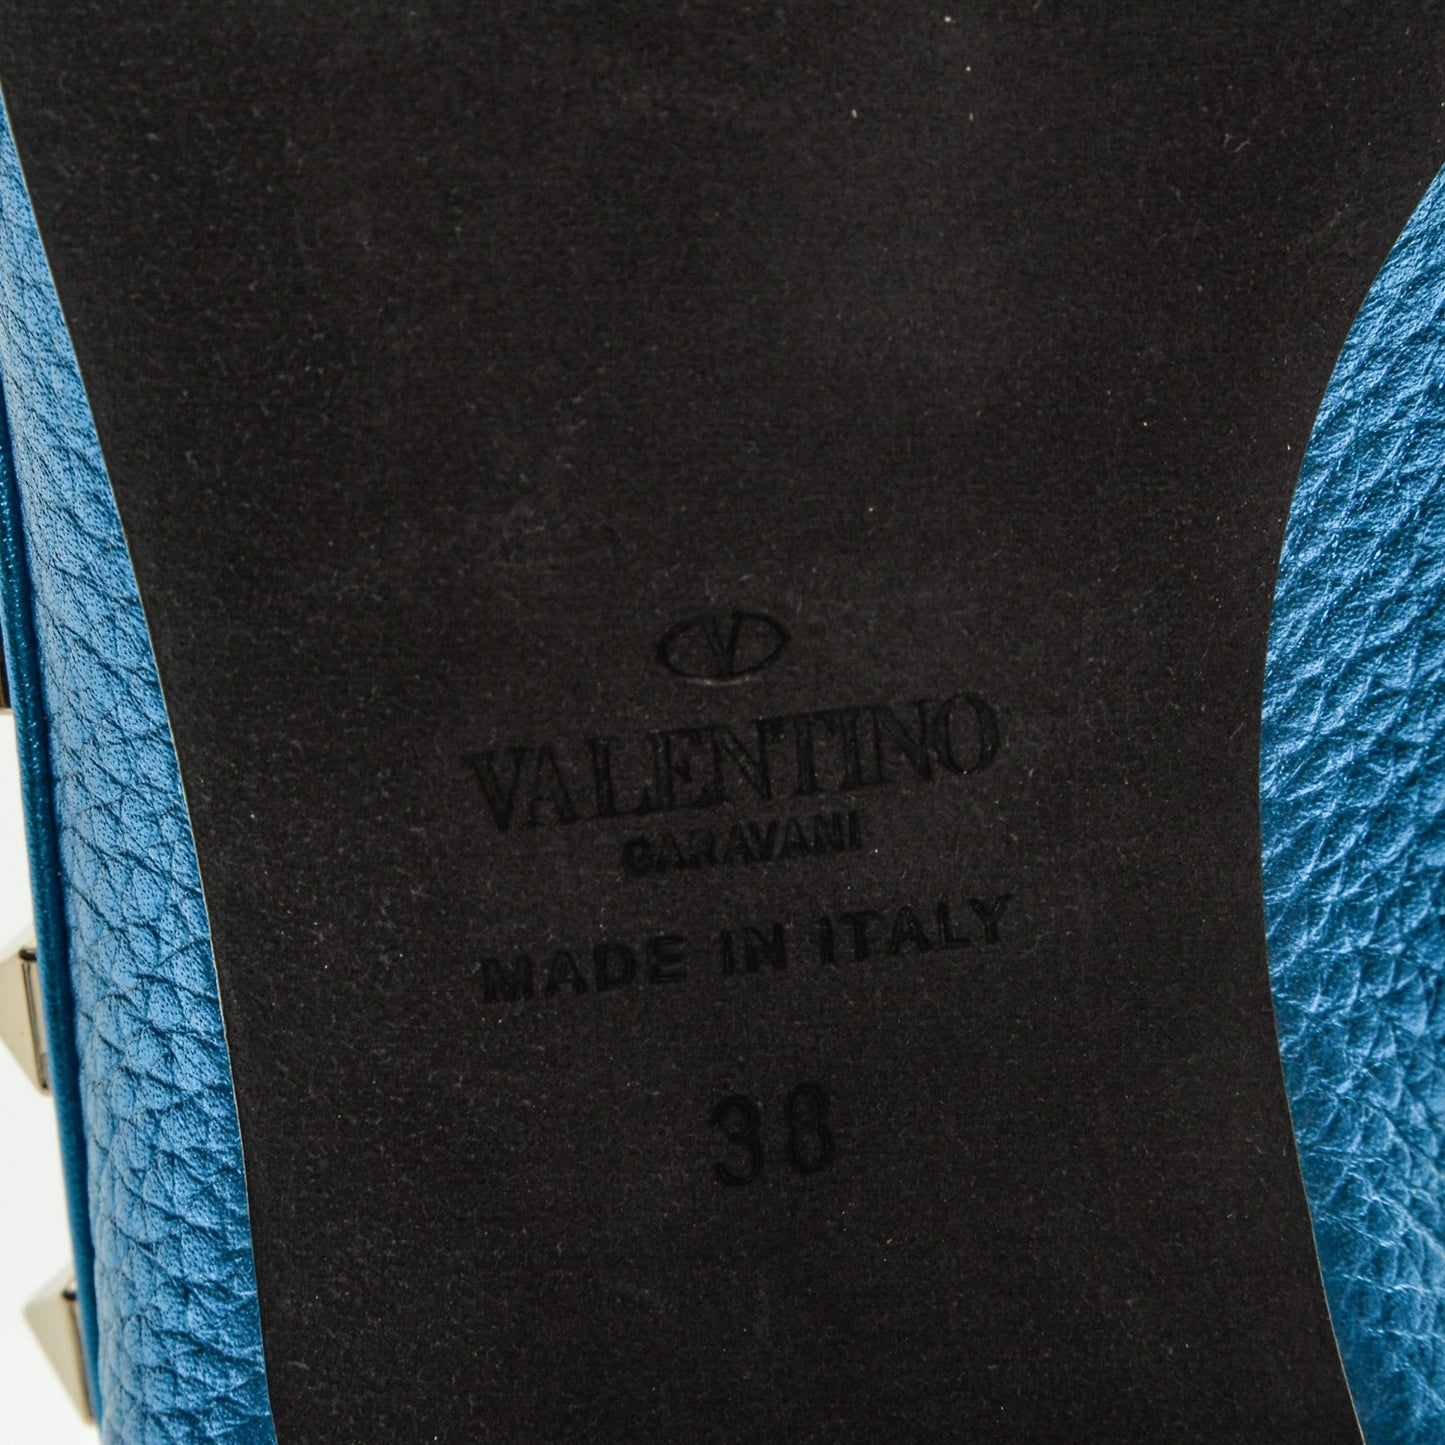 V
VALENTINO
GARAVANI
MADE IN ITALY
38